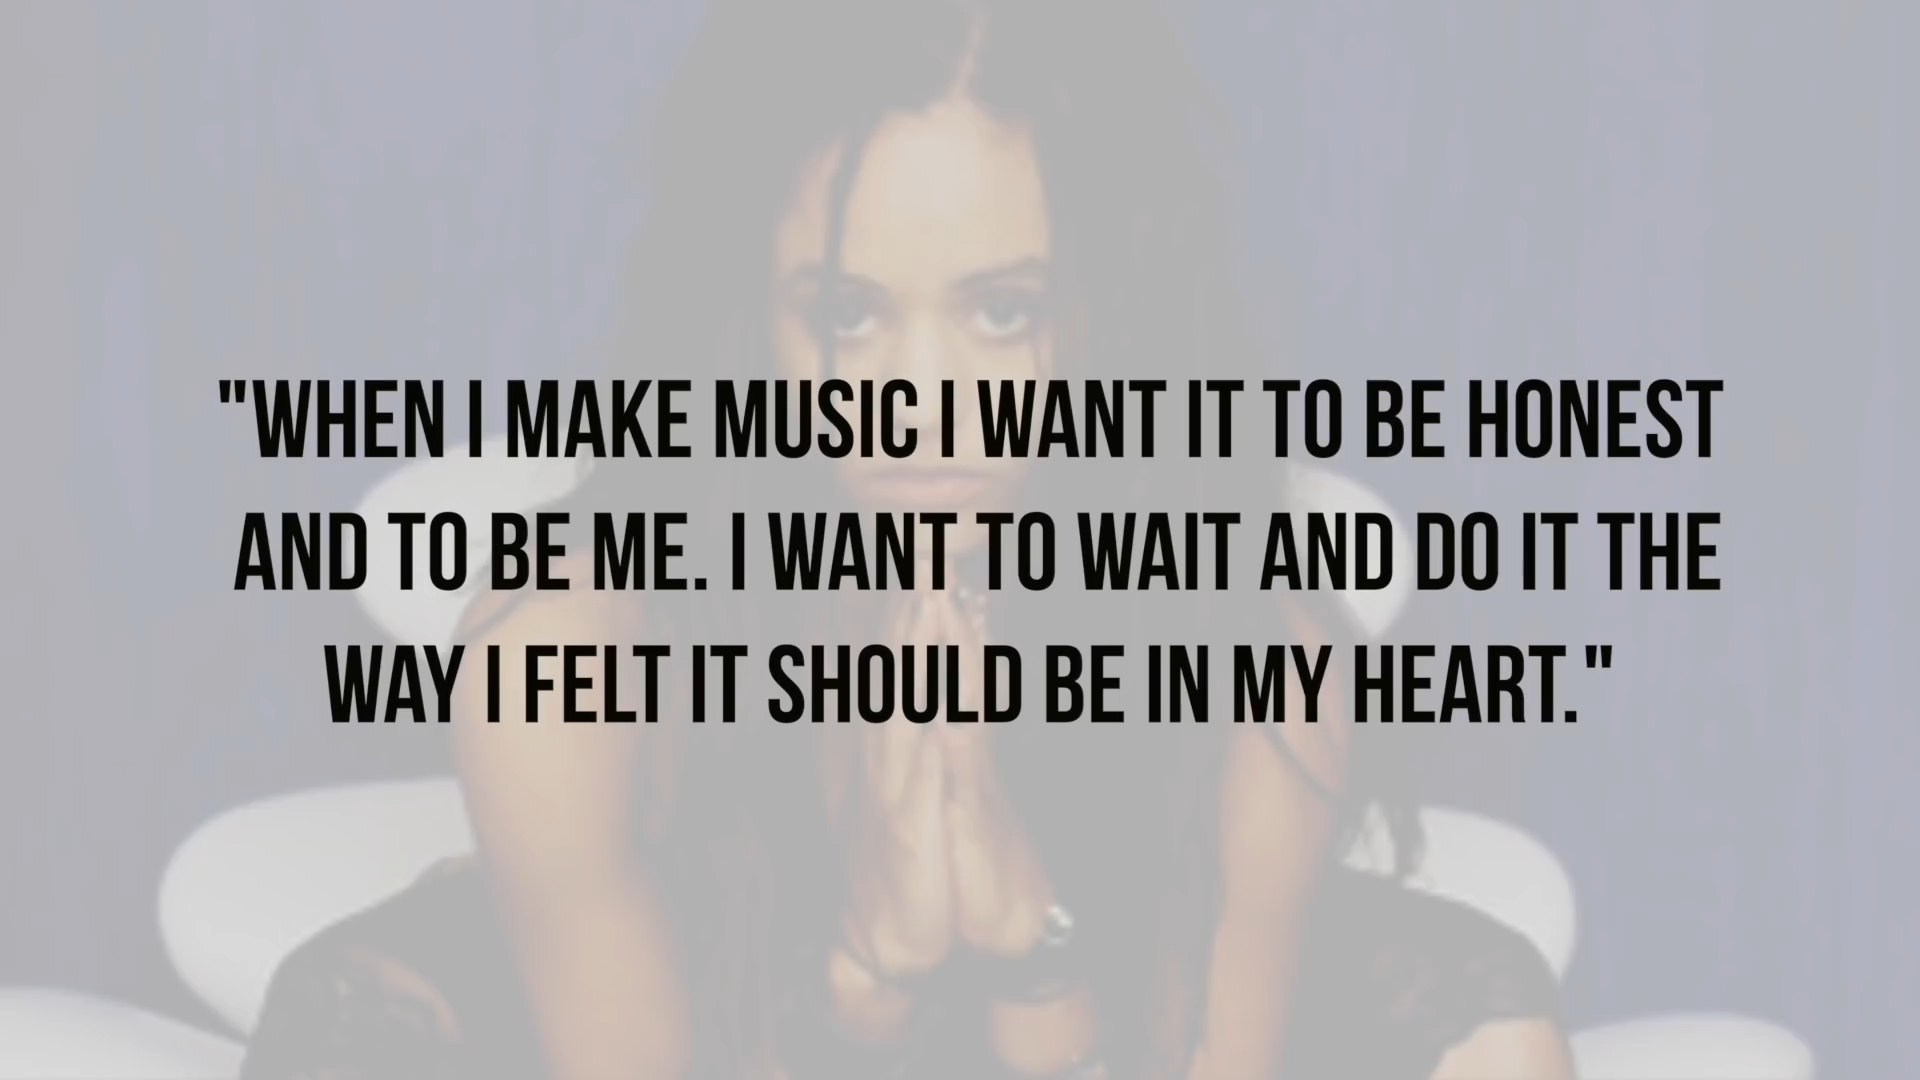 "WHEN I MAKE MUSIC I WANT IT TO BE HONEST
AND TO BE ME. I WANT TO WAIT AND DO IT THE
WAY I FELT IT SHOULD BE IN MY HEART."